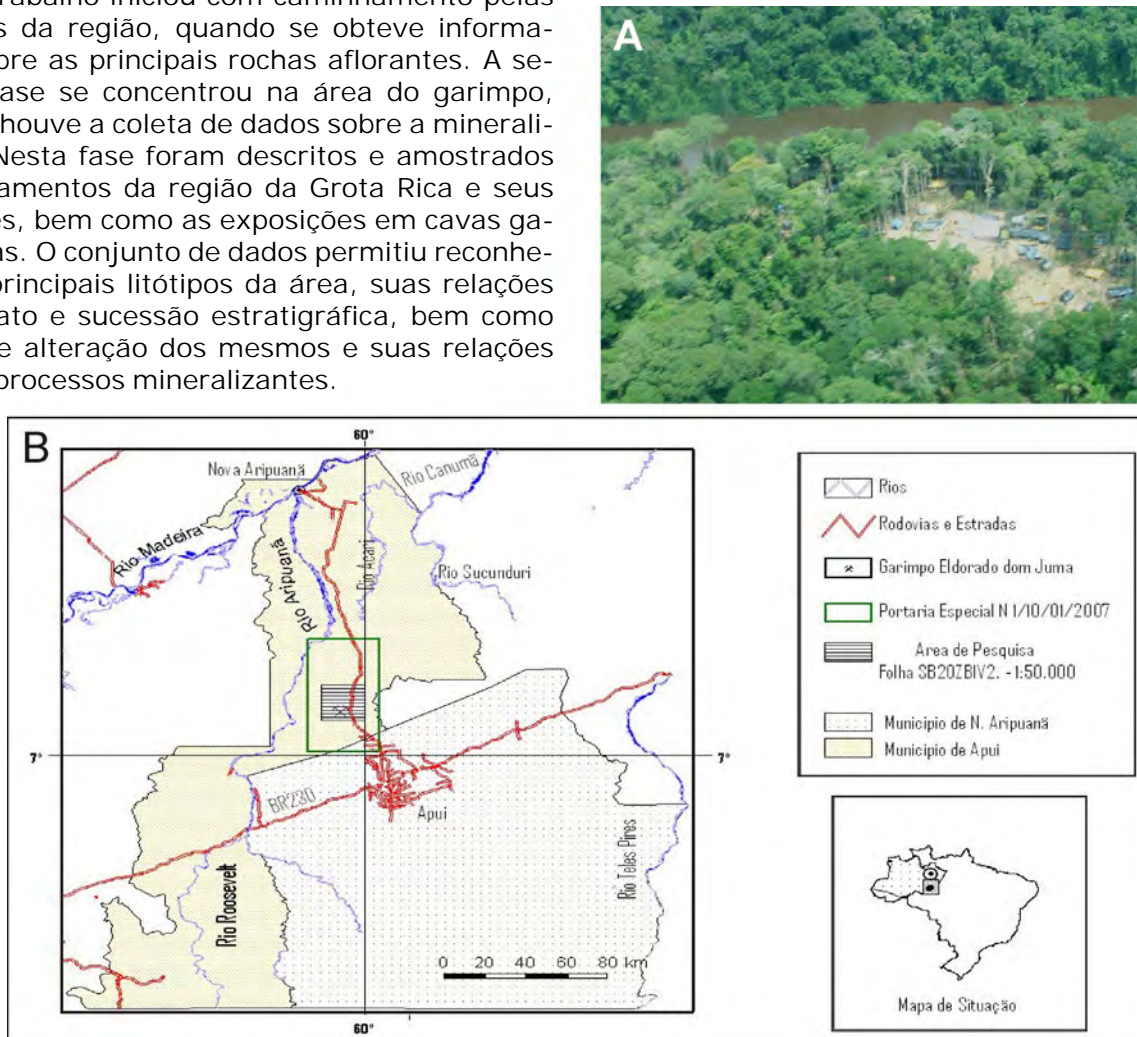 rabalho iniciou com caminhamento pelas
s da região, quando se obteve informa-
bre as principais rochas aflorantes. A se-
ase se concentrou na área do garimpo,
houve a coleta de dados sobre a minerali-
Nesta fase foram descritos e amostrados
amentos da região da Grota Rica e seus
es, bem como as exposições em cavas ga-
as. O conjunto de dados permitiu reconhe-
principais litótipos da área, suas relações
ato e sucessão estratigráfica, bem como
e alteração dos mesmos e suas relações
processos mineralizantes.
A
B
60°
Nova Aripuanã
Rio Canumã
Rio Madeira
Rio Aripuanã
Rio Acari
Rio Sucunduri
7°
7°
BR230
Apui
Rio Roosevelt
Rio Teles Pires
0 20 40 60 80 km
60°
Rios
Rodovias e Estradas
Garimpo Eldorado dom Juma
Portaria Especial N 1/10/01/2007
Area de Pesquisa
Folha SB20ZBIV2. - 1:50.000
Municipio de N. Aripuanã
Municipio de Apui
Mapa de Situação